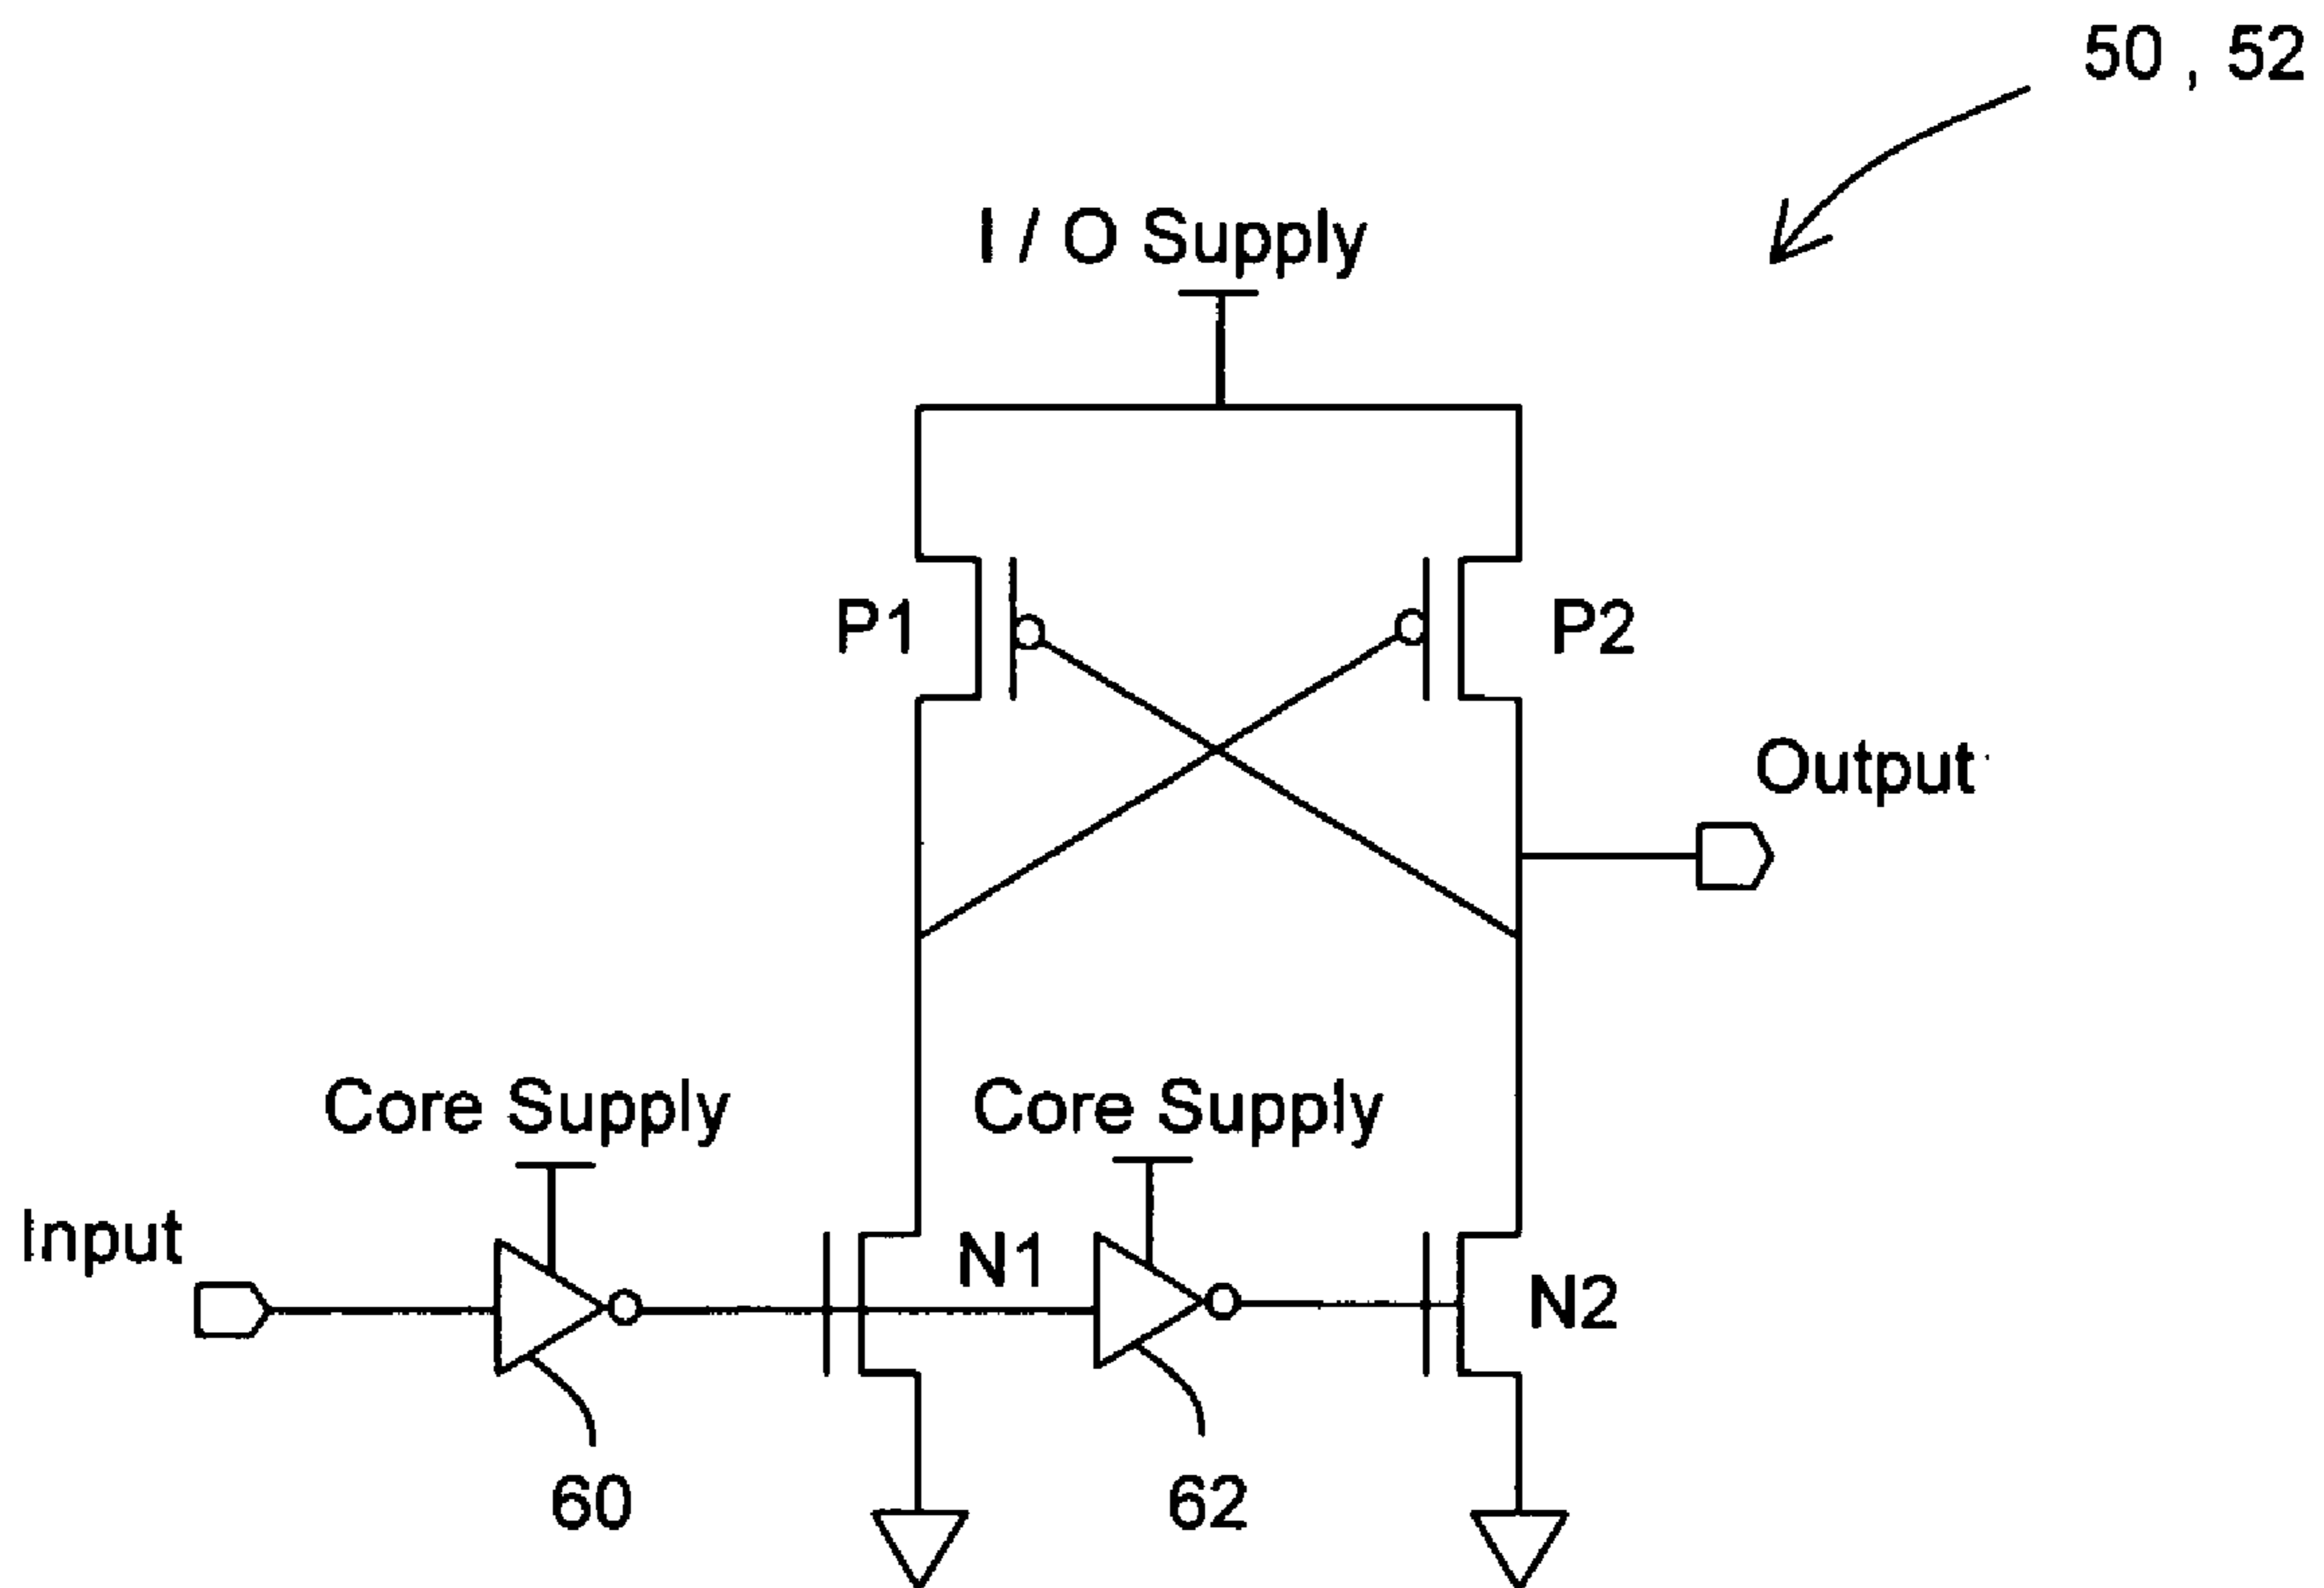 50 , 52
I / O Supply
P1
P2
Output
Core Supply
Core Supply
Input
N1
N2
60
62